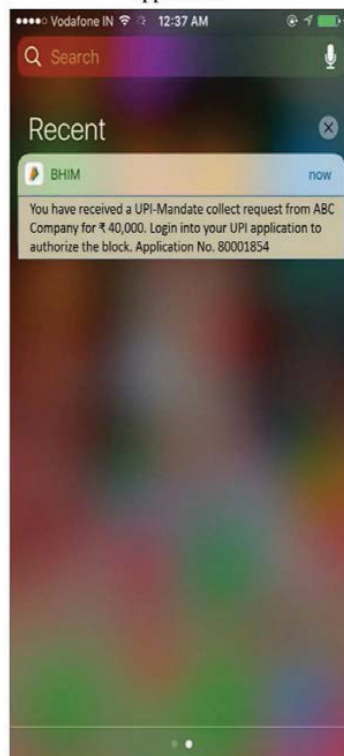 Vodafone IN 12:37 AM
Search
Recent
BHIM now
You have received a UPI-Mandate collect request from ABC
Company for ₹ 40,000. Login into your UPI application to
authorize the block. Application No. 80001854